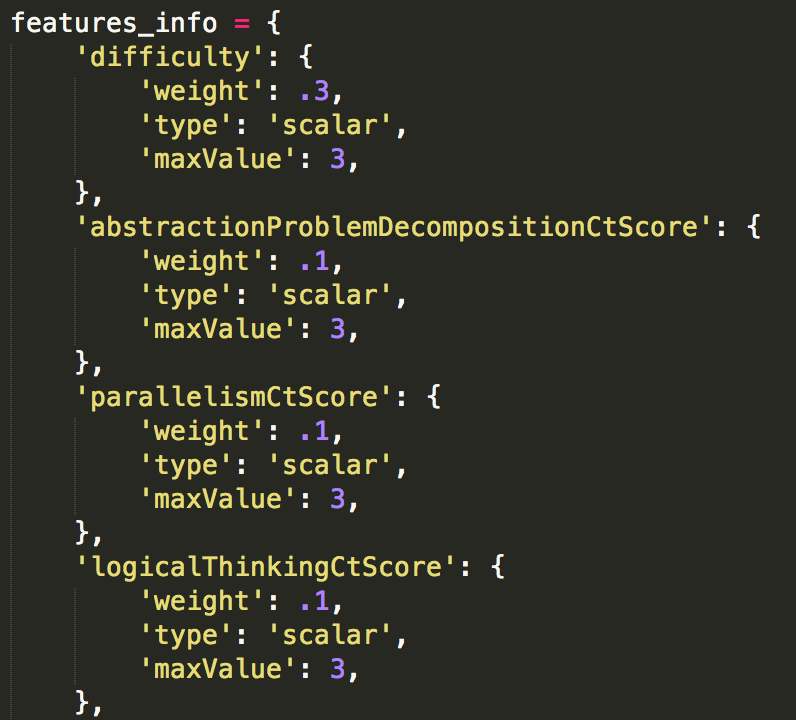 features_info = {
    'difficulty': {
        'weight': .3,
        'type': 'scalar',
        'maxValue': 3,
    },
    'abstractionProblemDecompositionCtScore': {
        'weight': .1,
        'type': 'scalar',
        'maxValue': 3,
    },
    'parallelismCtScore': {
        'weight': .1,
        'type': 'scalar',
        'maxValue': 3,
    },
    'logicalThinkingCtScore': {
        'weight': .1,
        'type': 'scalar',
        'maxValue': 3,
    },